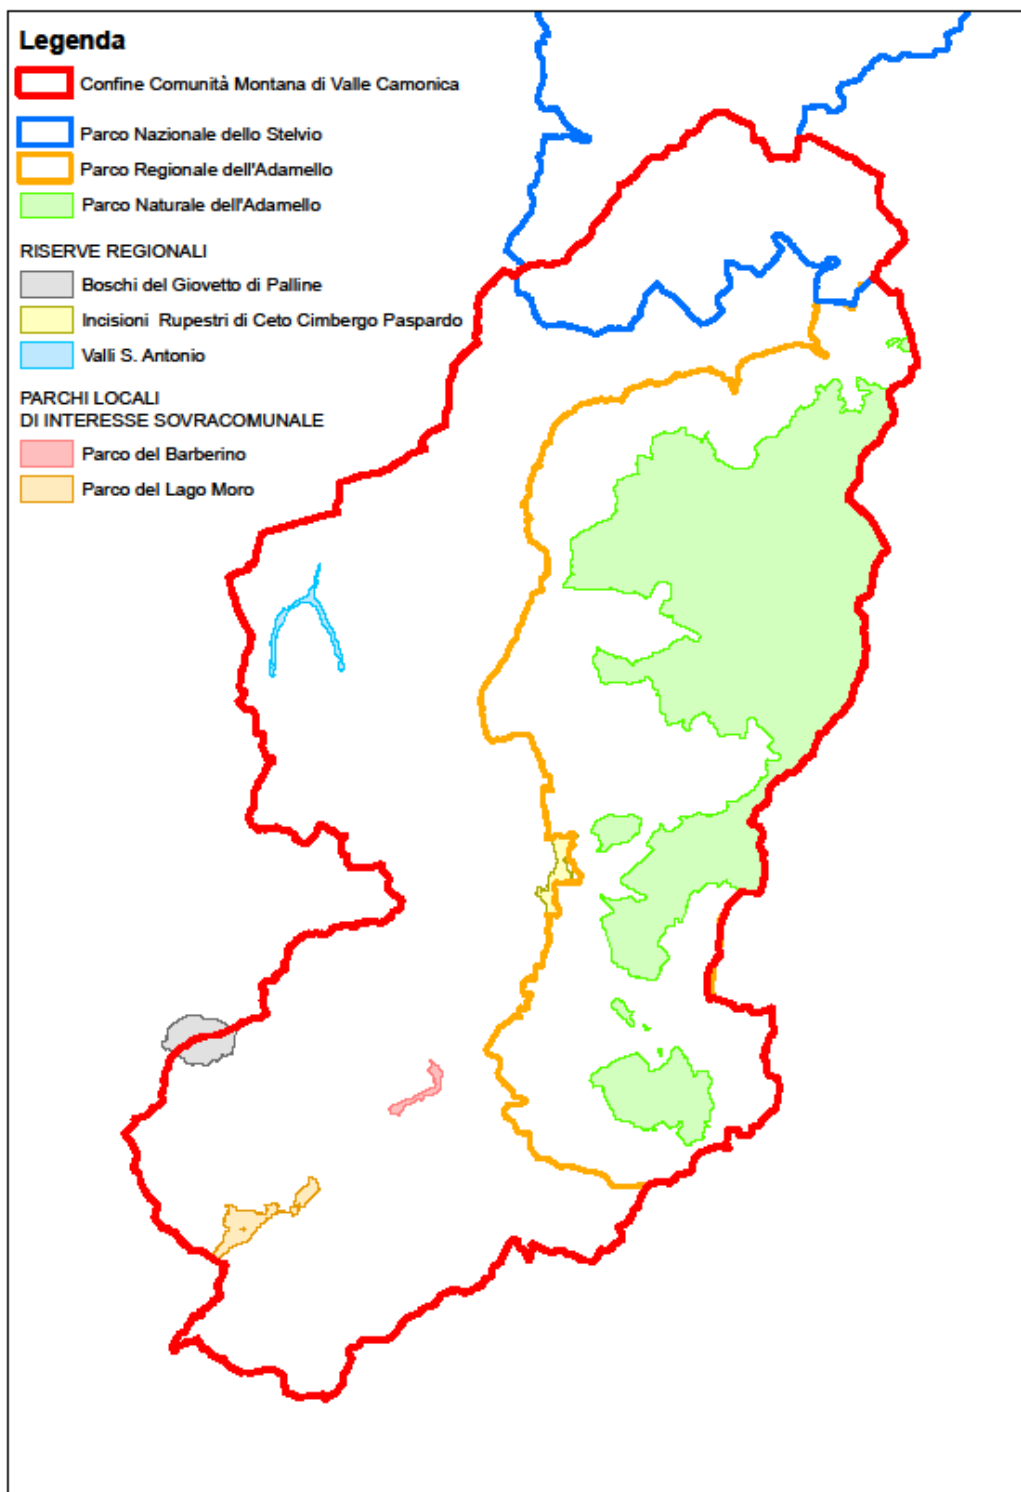 Legenda
Confine Comunità Montana di Valle Camonica
Parco Nazionale dello Stelvio
Parco Regionale dell'Adamello
Parco Naturale dell'Adamello
RISERVE REGIONALI
Boschi del Giovetto di Palline
Incisioni Rupestri di Ceto Cimbergo Paspardo
Valli S. Antonio
PARCHI LOCALI
DI INTERESSE SOVRACOMUNALE
Parco del Barberino
Parco del Lago Moro